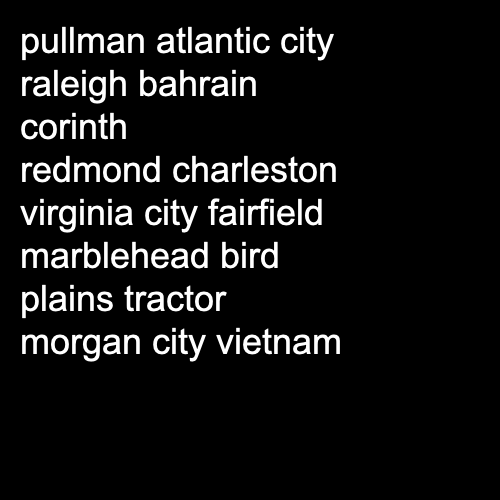 pullman atlantic city
raleigh bahrain
corinth
redmond charleston
virginia city fairfield
marblehead bird
plains tractor
morgan city vietnam